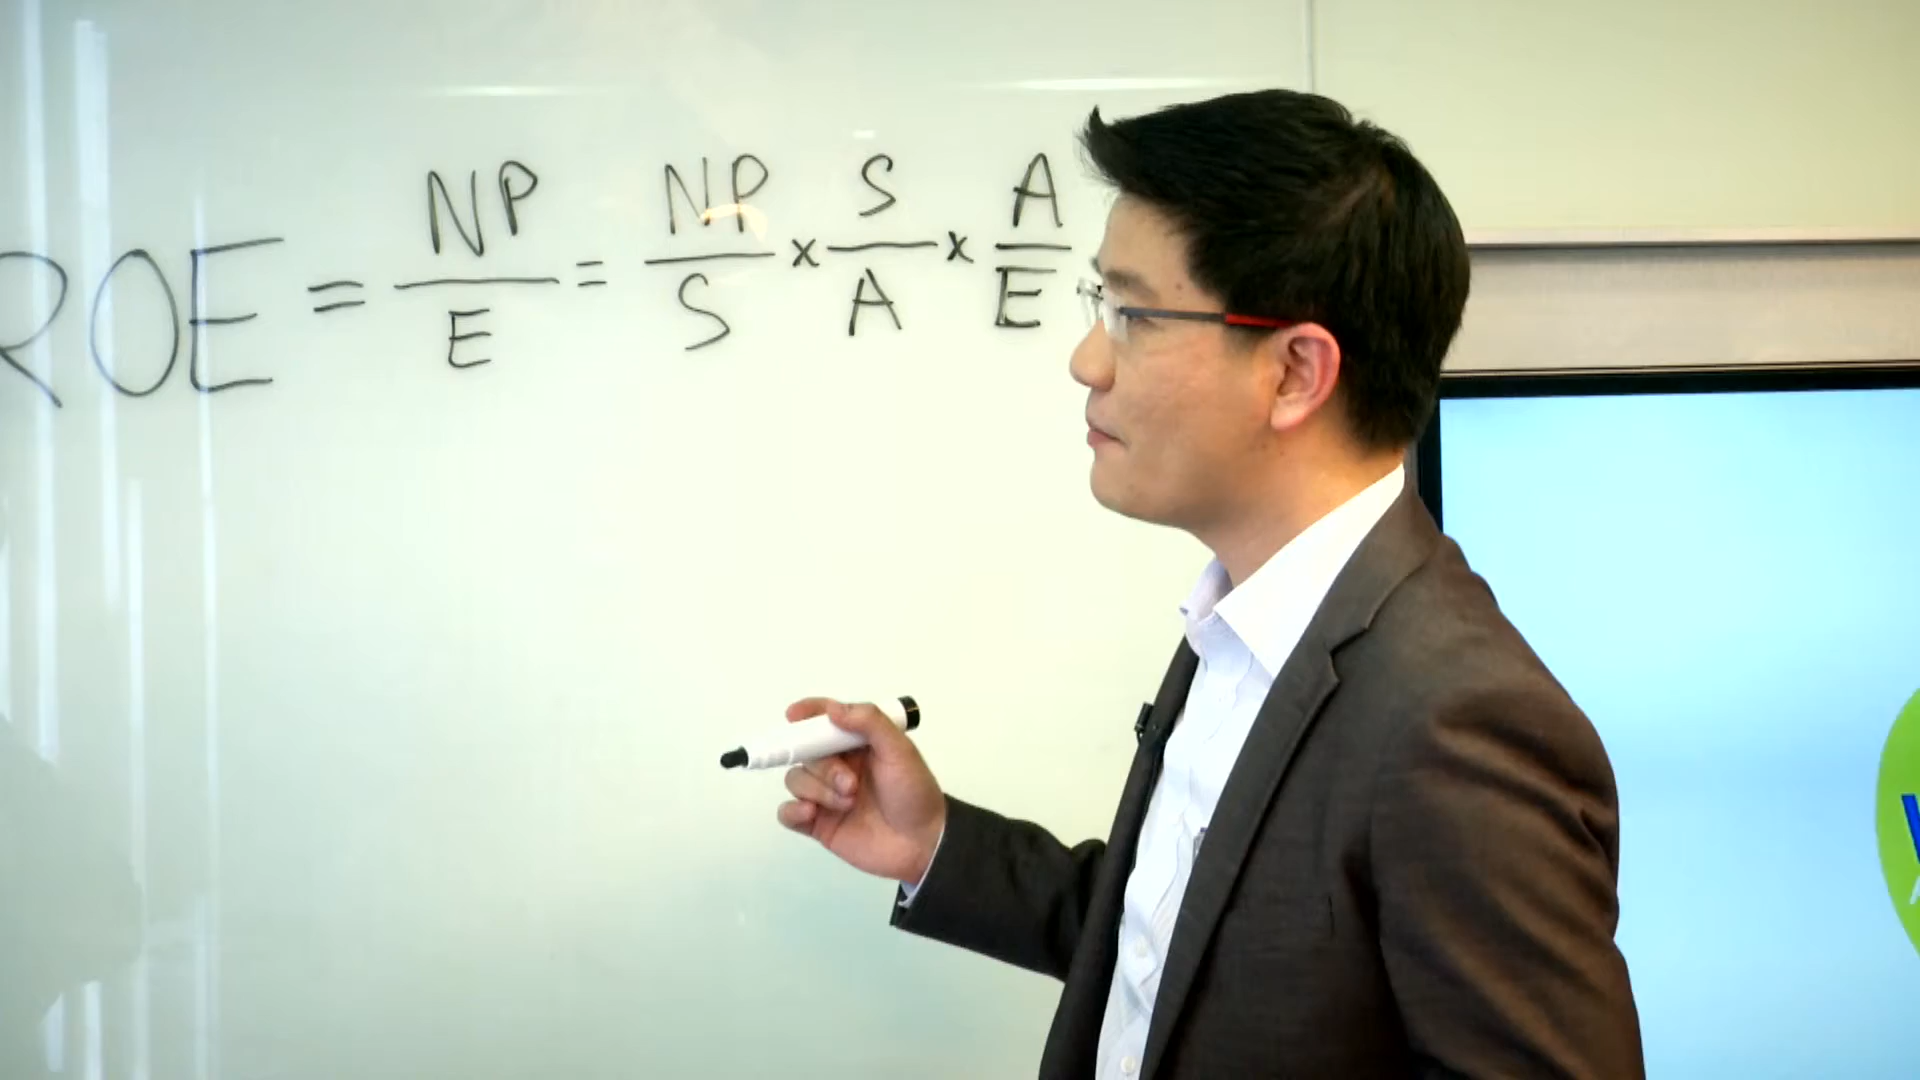 ROE = NP/E = NP/S x S/A x A/E